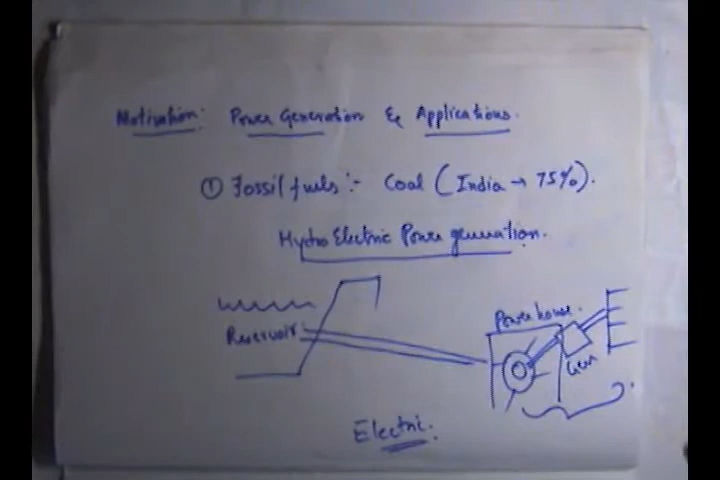 Motivation: Power Generation & Applications.
① Fossil fuels :- Coal (India → 75%).
Hydro Electric Power generation.
Reservoir
Power house
Gen
Electric.